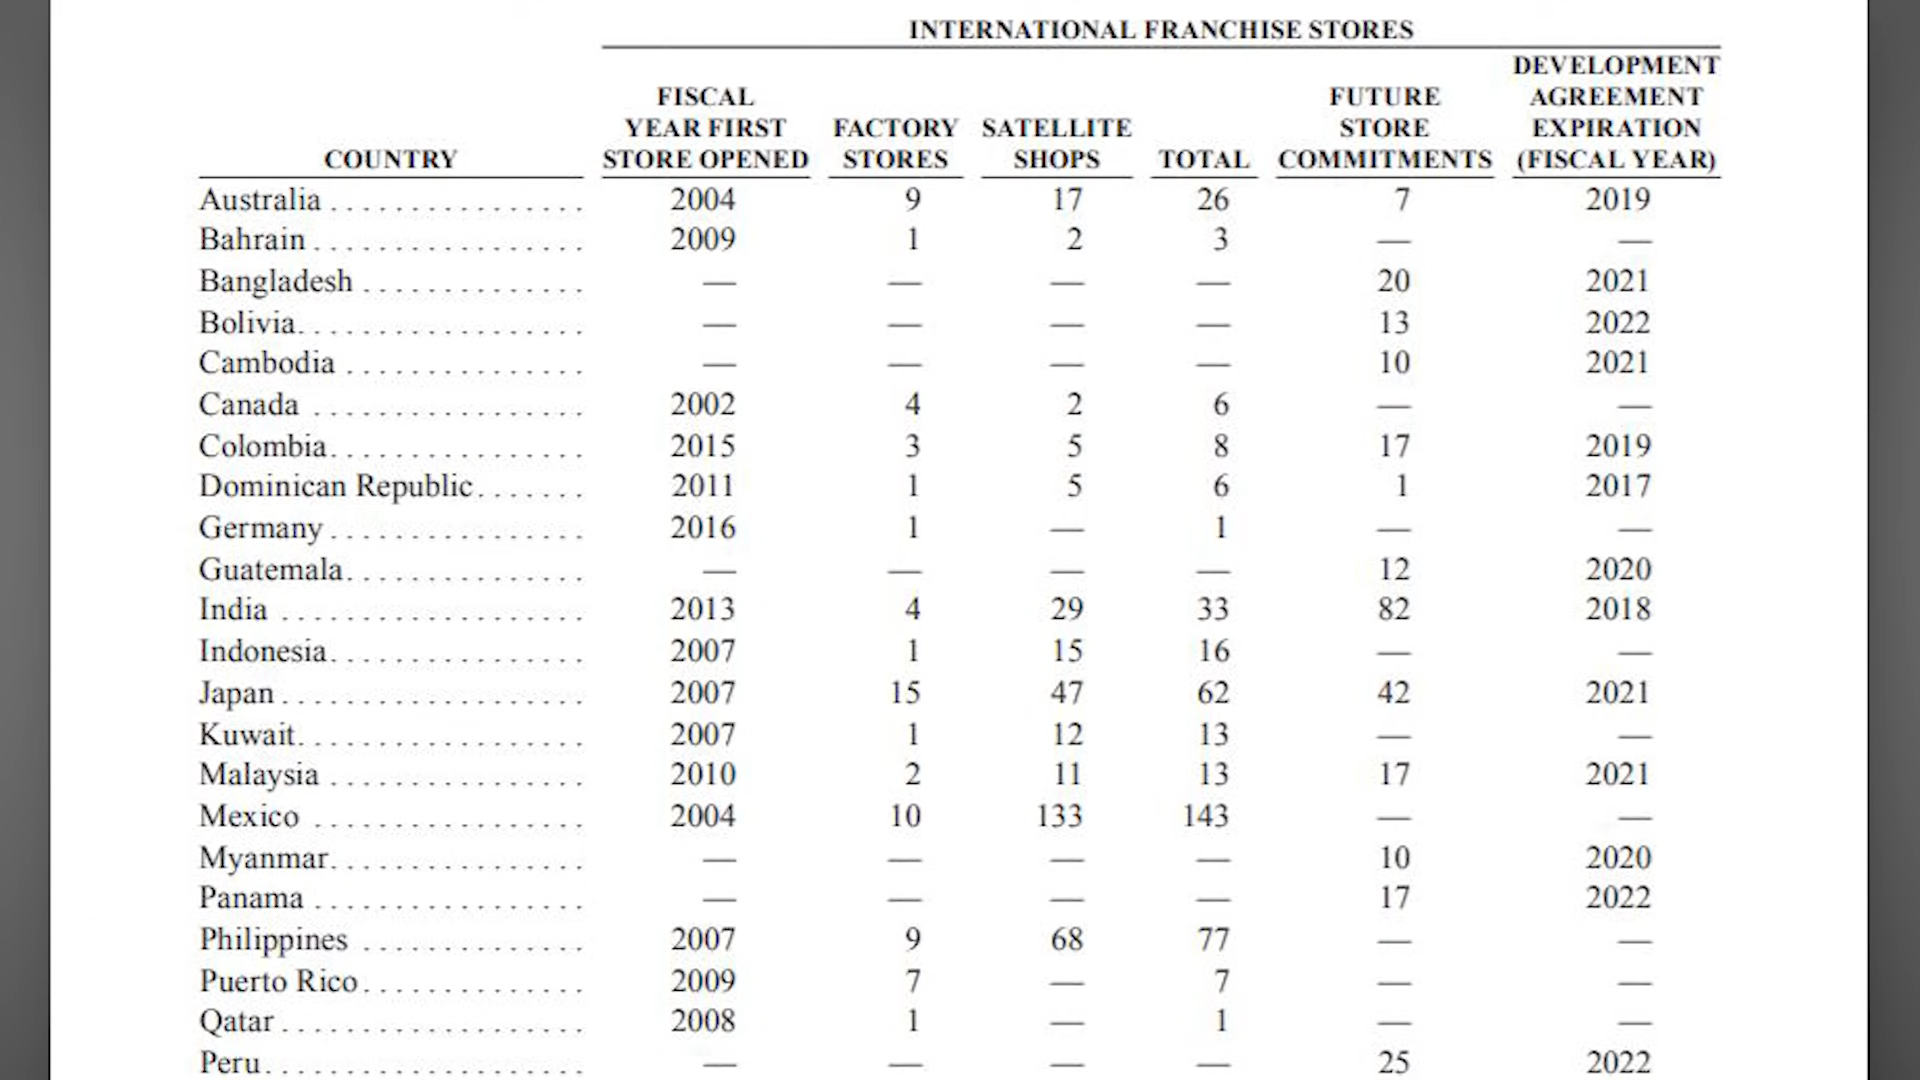 INTERNATIONAL FRANCHISE STORES
COUNTRY FISCAL YEAR FIRST STORE OPENED FACTORY STORES SATELLITE SHOPS TOTAL FUTURE STORE COMMITMENTS DEVELOPMENT AGREEMENT EXPIRATION (FISCAL YEAR)
Australia . . . . . . . . . . . . . . . . 2004 9 17 26 7 2019
Bahrain . . . . . . . . . . . . . . . . . 2009 1 2 3 — —
Bangladesh . . . . . . . . . . . . . . — — — — 20 2021
Bolivia. . . . . . . . . . . . . . . . . . — — — — 13 2022
Cambodia . . . . . . . . . . . . . . . — — — — 10 2021
Canada . . . . . . . . . . . . . . . . . 2002 4 2 6 — —
Colombia. . . . . . . . . . . . . . . . 2015 3 5 8 17 2019
Dominican Republic. . . . . . . 2011 1 5 6 1 2017
Germany . . . . . . . . . . . . . . . . 2016 1 — 1 — —
Guatemala. . . . . . . . . . . . . . . — — — — 12 2020
India . . . . . . . . . . . . . . . . . . . 2013 4 29 33 82 2018
Indonesia. . . . . . . . . . . . . . . . 2007 1 15 16 — —
Japan . . . . . . . . . . . . . . . . . . . 2007 15 47 62 42 2021
Kuwait. . . . . . . . . . . . . . . . . . 2007 1 12 13 — —
Malaysia . . . . . . . . . . . . . . . . 2010 2 11 13 17 2021
Mexico . . . . . . . . . . . . . . . . . 2004 10 133 143 — —
Myanmar. . . . . . . . . . . . . . . . — — — — 10 2020
Panama . . . . . . . . . . . . . . . . . — — — — 17 2022
Philippines . . . . . . . . . . . . . . 2007 9 68 77 — —
Puerto Rico. . . . . . . . . . . . . . 2009 7 — 7 — —
Qatar . . . . . . . . . . . . . . . . . . . 2008 1 — 1 — —
Peru. . . . . . . . . . . . . . . . . . . . — — — — 25 2022